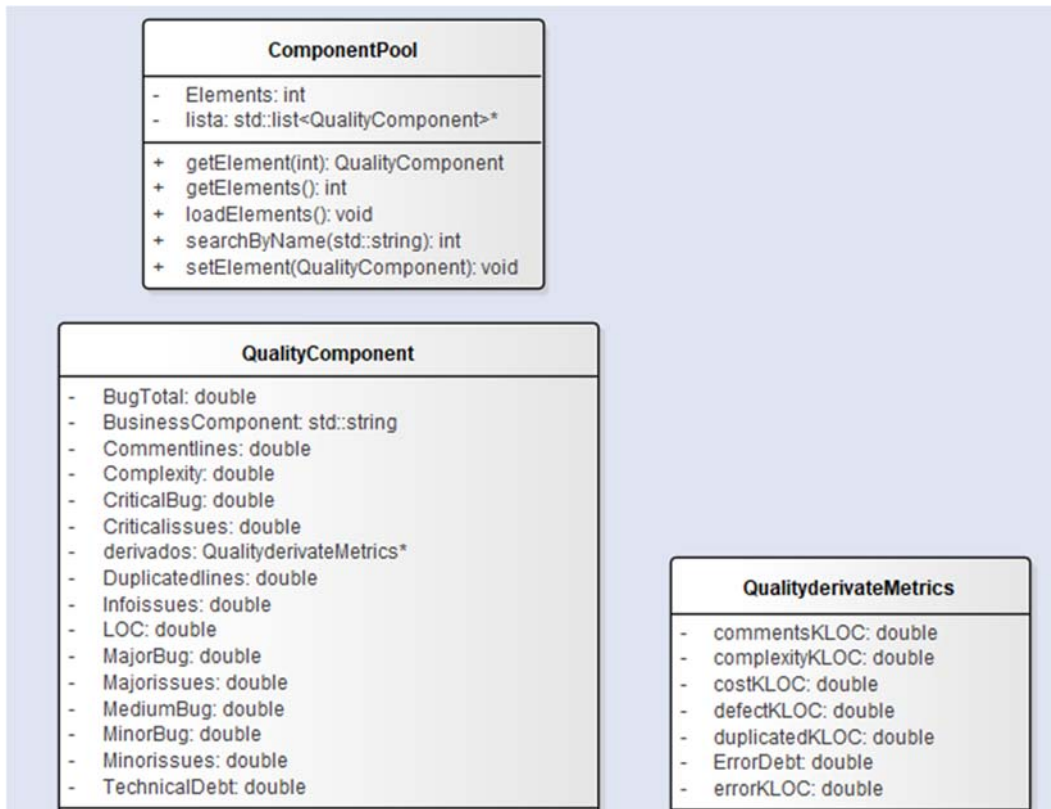 ComponentPool
- Elements: int
- lista: std::list<QualityComponent>*
+ getElement(int): QualityComponent
+ getElements(): int
+ loadElements(): void
+ searchByName(std::string): int
+ setElement(QualityComponent): void
QualityComponent
- BugTotal: double
- BusinessComponent: std::string
- Commentlines: double
- Complexity: double
- CriticalBug: double
- Criticalissues: double
- derivados: QualityderivateMetrics*
- Duplicatedlines: double
- Infoissues: double
- LOC: double
- MajorBug: double
- Majorissues: double
- MediumBug: double
- MinorBug: double
- Minorissues: double
- TechnicalDebt: double
QualityderivateMetrics
- commentsKLOC: double
- complexityKLOC: double
- costKLOC: double
- defectKLOC: double
- duplicatedKLOC: double
- ErrorDebt: double
- errorKLOC: double